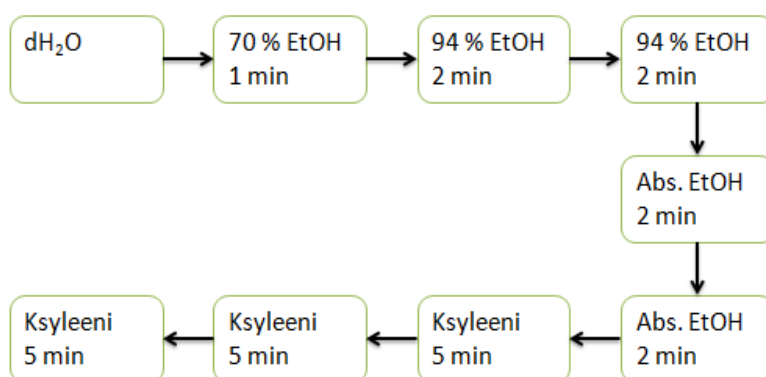 dH₂O
70 % EtOH
1 min
94 % EtOH
2 min
94 % EtOH
2 min
Abs. EtOH
2 min
Abs. EtOH
2 min
Ksyleeni
5 min
Ksyleeni
5 min
Ksyleeni
5 min